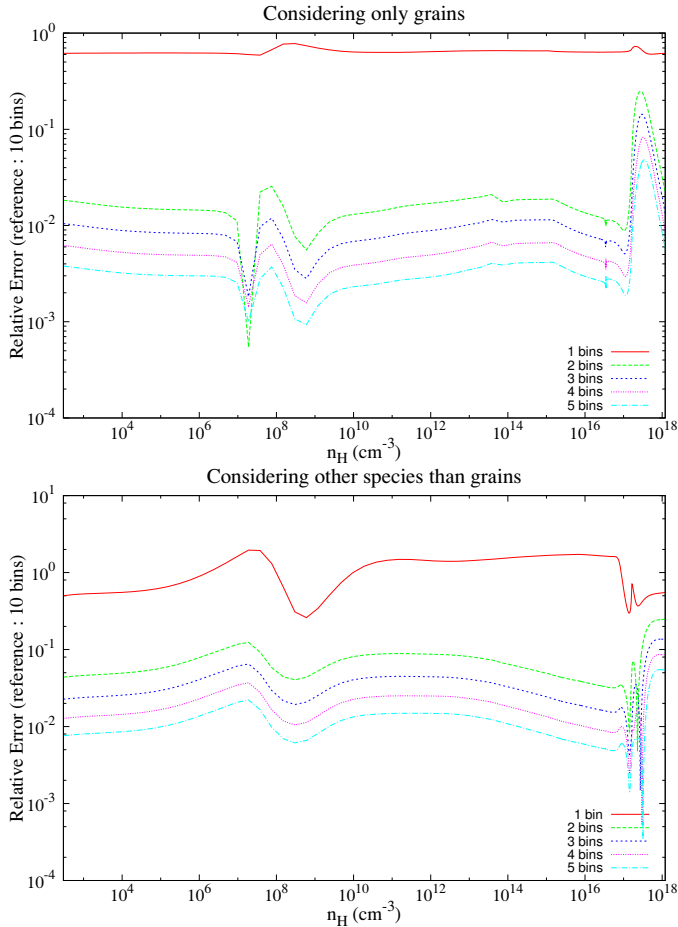 Considering only grains
Relative Error (reference : 10 bins)
10^0
10^-1
10^-2
10^-3
10^-4
1 bins
2 bins
3 bins
4 bins
5 bins
10^4 10^6 10^8 10^10 10^12 10^14 10^16 10^18
n_H (cm^-3)
Considering other species than grains
Relative Error (reference : 10 bins)
10^1
10^0
10^-1
10^-2
10^-3
10^-4
1 bin
2 bins
3 bins
4 bins
5 bins
10^4 10^6 10^8 10^10 10^12 10^14 10^16 10^18
n_H (cm^-3)